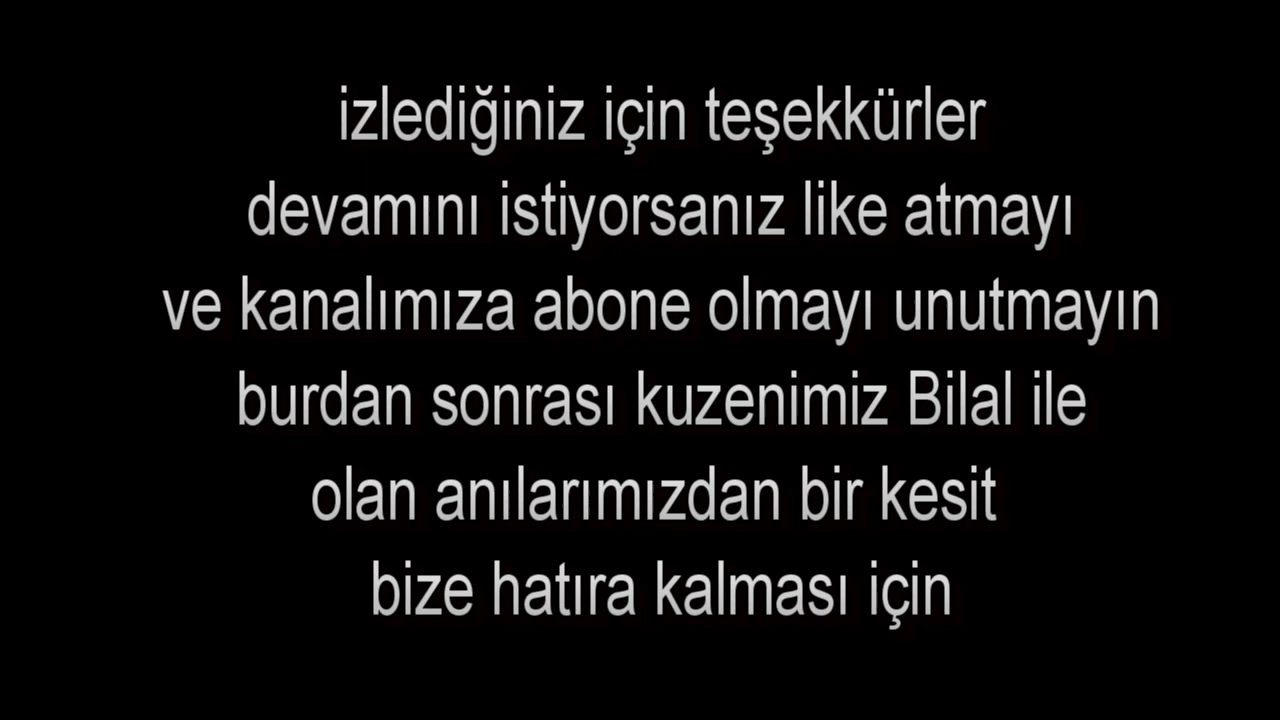 izlediğiniz için teşekkürler
devamını istiyorsanız like atmayı
ve kanalımıza abone olmayı unutmayın
burdan sonrası kuzenimiz Bilal ile
olan anılarımızdan bir kesit
bize hatıra kalması için